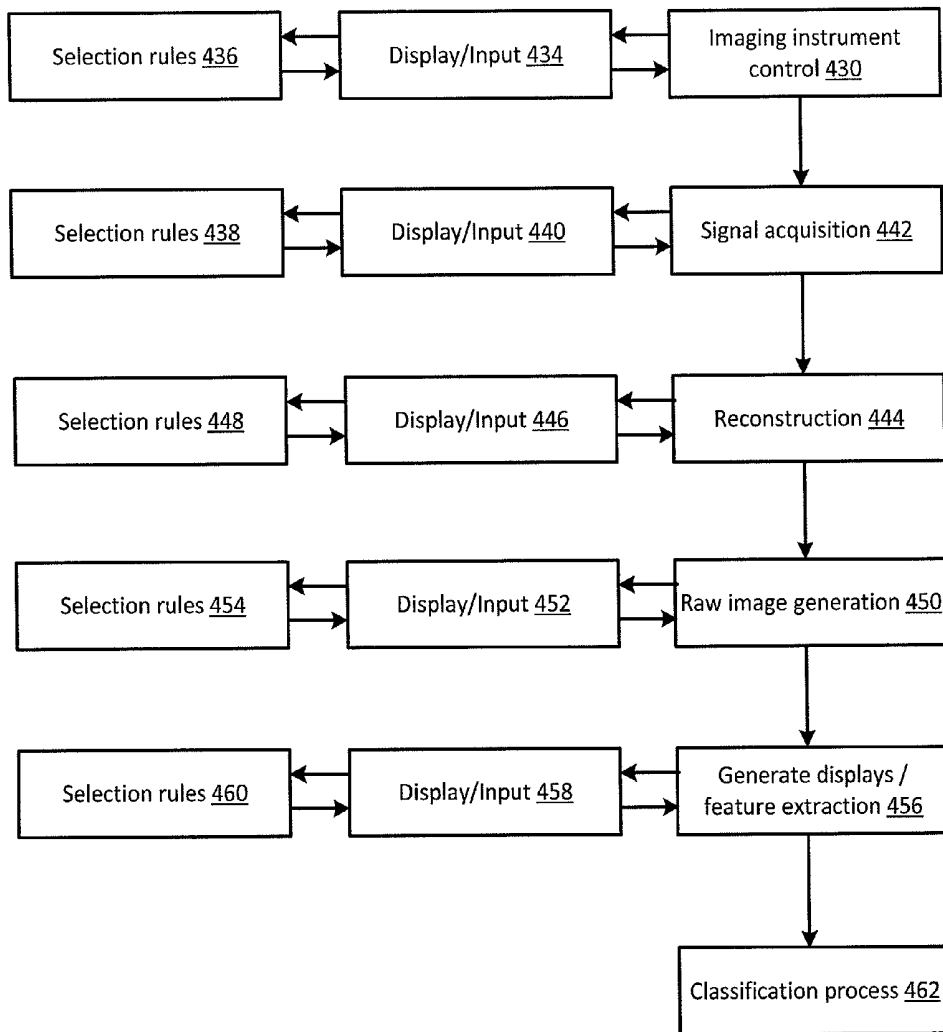 Selection rules 436
Display/Input 434
Imaging instrument
control 430
Selection rules 438
Display/Input 440
Signal acquisition 442
Selection rules 448
Display/Input 446
Reconstruction 444
Selection rules 454
Display/Input 452
Raw image generation 450
Selection rules 460
Display/Input 458
Generate displays /
feature extraction 456
Classification process 462